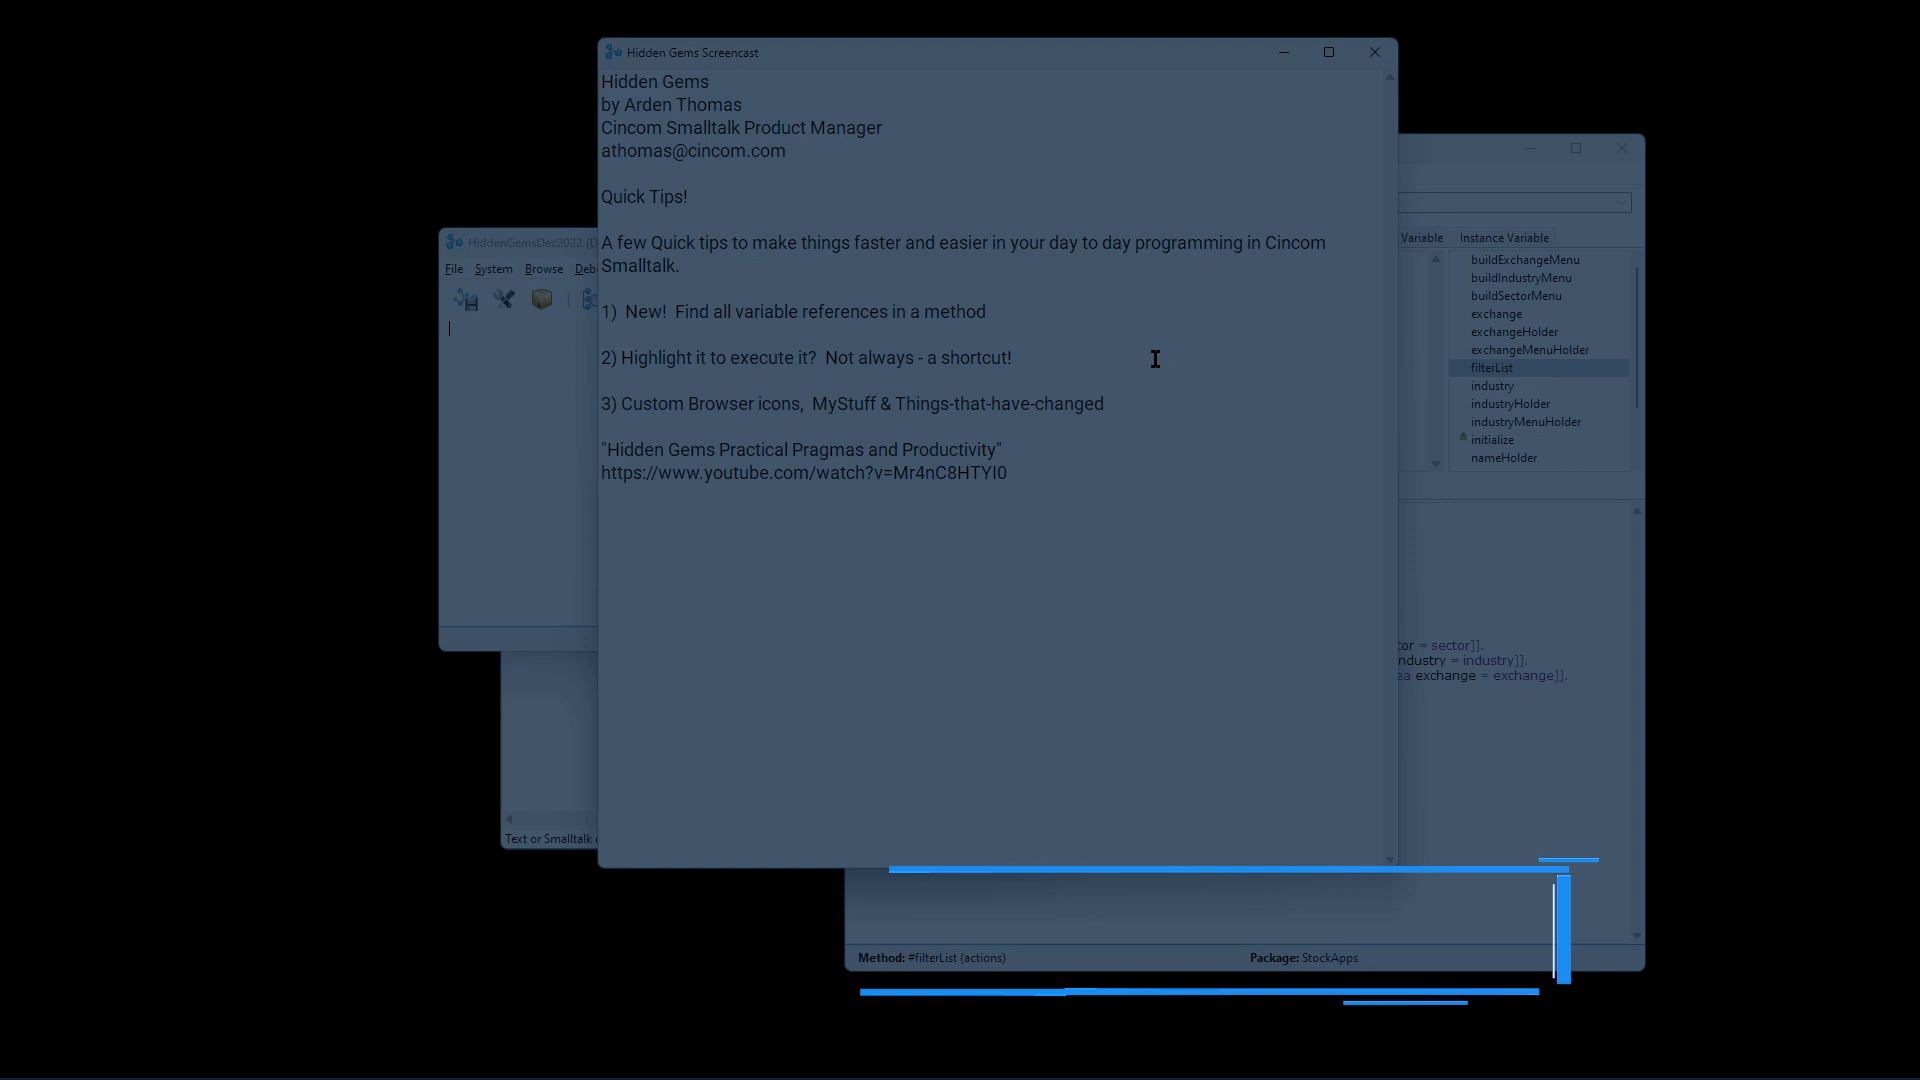 Hidden Gems Screencast
Hidden Gems
by Arden Thomas
Cincom Smalltalk Product Manager
athomas@cincom.com
Quick Tips!
A few Quick tips to make things faster and easier in your day to day programming in Cincom
Smalltalk.
1)  New!  Find all variable references in a method
2) Highlight it to execute it?  Not always - a shortcut!
3) Custom Browser icons,  MyStuff & Things-that-have-changed
"Hidden Gems Practical Pragmas and Productivity"
https://www.youtube.com/watch?v=Mr4nC8HTYI0
HiddenGemsDec2022 (D
File System Browse Debu
Text or Smalltalk
Variable Instance Variable
buildExchangeMenu
buildIndustryMenu
buildSectorMenu
exchange
exchangeHolder
exchangeMenuHolder
filterList
industry
industryHolder
industryMenuHolder
initialize
nameHolder
tor = sector]].
ndustry = industry]].
ea exchange = exchange]].
Method: #filterList (actions)
Package: StockApps